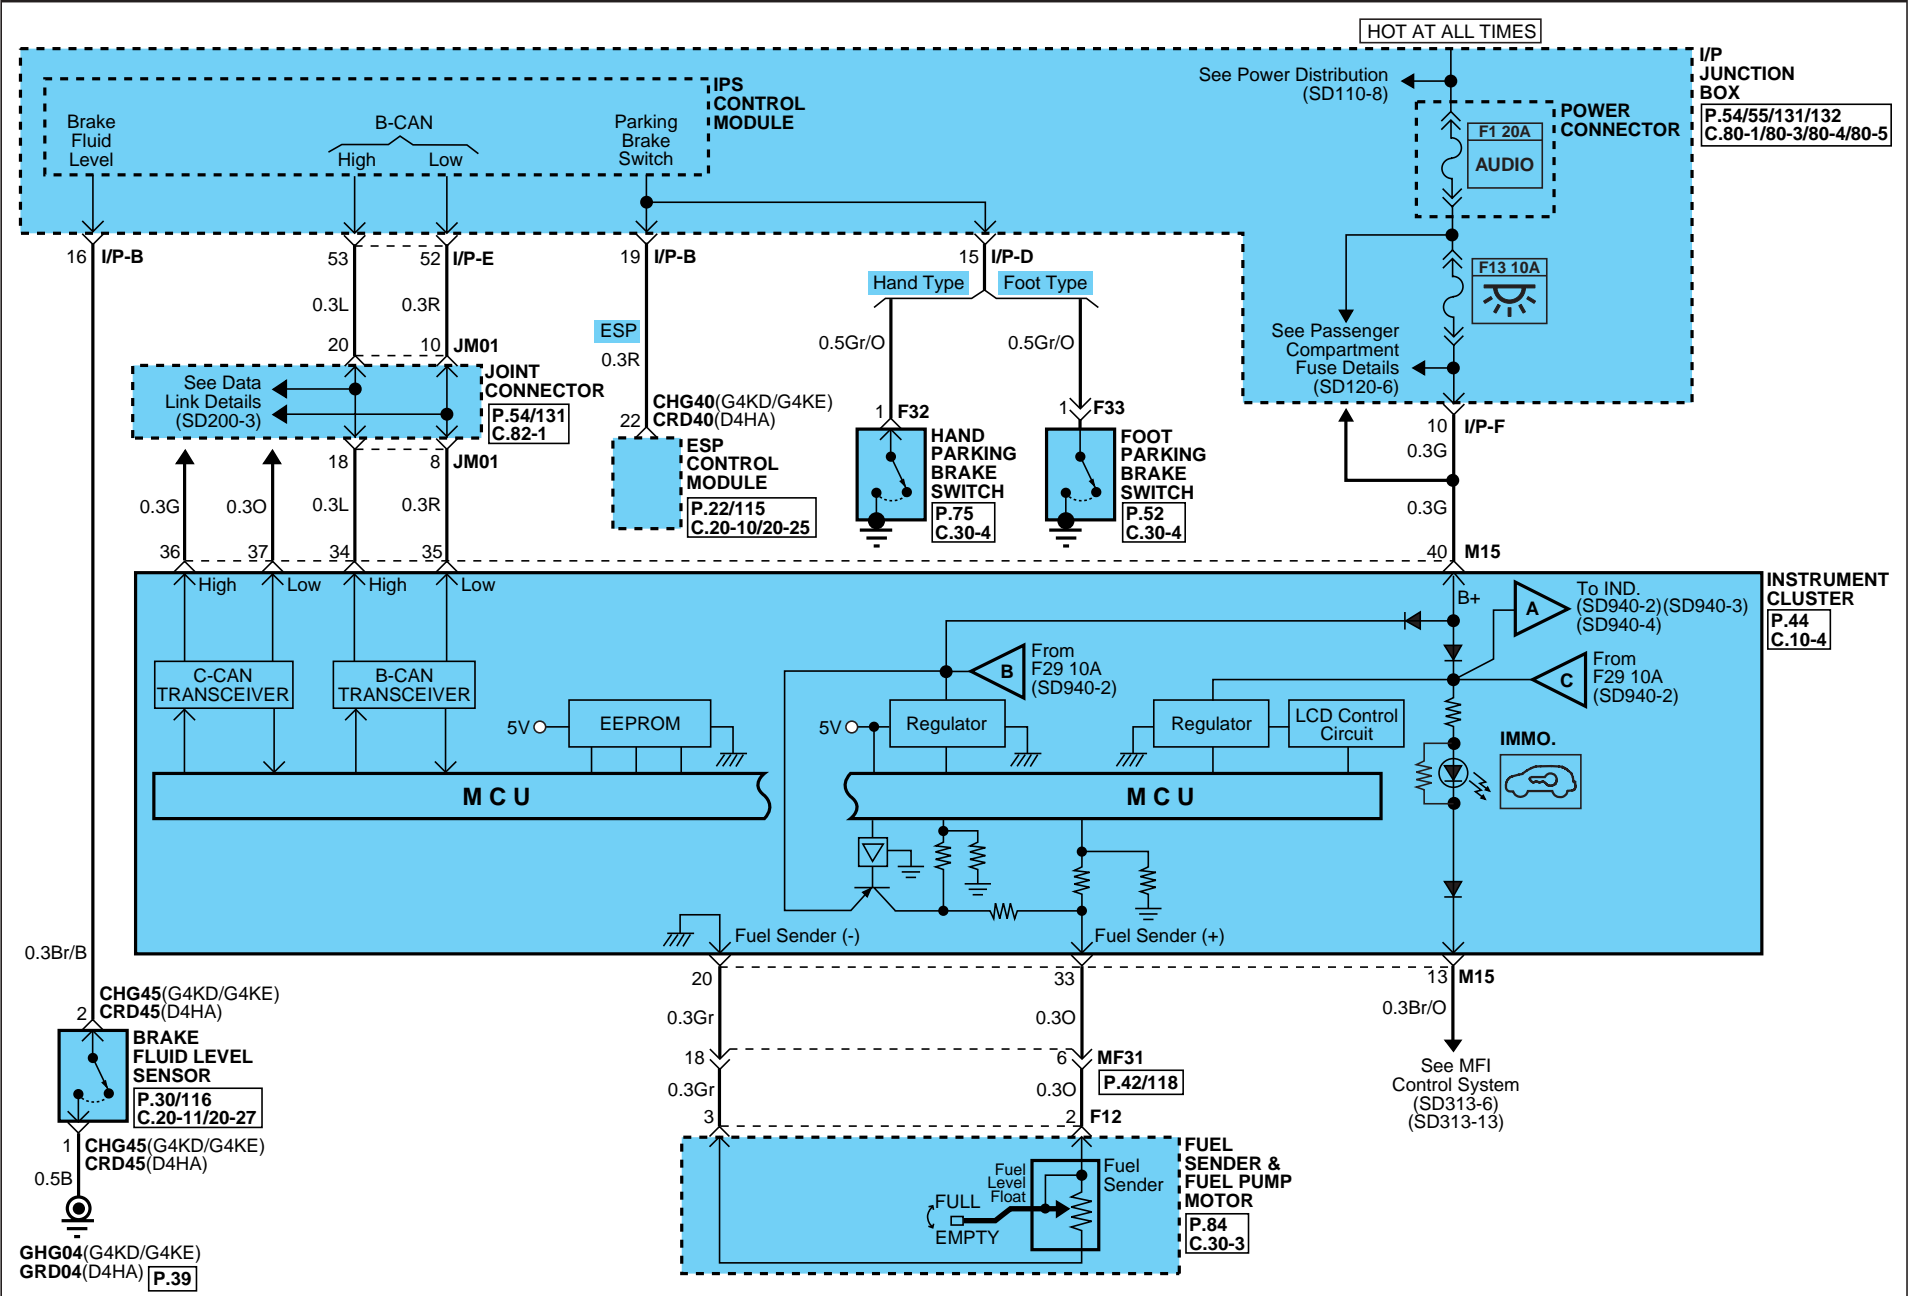 HOT AT ALL TIMES
I/P
JUNCTION
BOX
P.54/55/131/132
C.80-1/80-3/80-4/80-5
See Power Distribution
(SD110-8)
IPS
CONTROL
MODULE
Brake
Fluid
Level
B-CAN
High
Low
Parking
Brake
Switch
POWER
CONNECTOR
F1 20A
AUDIO
F13 10A
See Passenger
Compartment
Fuse Details
(SD120-6)
16 I/P-B
53
52 I/P-E
19 I/P-B
15 I/P-D
Hand Type
Foot Type
0.3L
0.3R
ESP
0.3R
0.5Gr/O
0.5Gr/O
20
10 JM01
See Data
Link Details
(SD200-3)
JOINT
CONNECTOR
P.54/131
C.82-1
CHG40(G4KD/G4KE)
22 CRD40(D4HA)
ESP
CONTROL
MODULE
P.22/115
C.20-10/20-25
1 F32
HAND
PARKING
BRAKE
SWITCH
P.75
C.30-4
1 F33
FOOT
PARKING
BRAKE
SWITCH
P.52
C.30-4
10 I/P-F
0.3G
0.3G
18
8 JM01
0.3G
0.3O
0.3L
0.3R
36
37
34
35
40 M15
INSTRUMENT
CLUSTER
P.44
C.10-4
High
Low
High
Low
B+
A
To IND.
(SD940-2)(SD940-3)
(SD940-4)
C-CAN
TRANSCEIVER
B-CAN
TRANSCEIVER
B
From
F29 10A
(SD940-2)
C
From
F29 10A
(SD940-2)
5V
EEPROM
5V
Regulator
Regulator
LCD Control
Circuit
IMMO.
M C U
M C U
Fuel Sender (-)
Fuel Sender (+)
0.3Br/B
20
33
13 M15
0.3Gr
0.3O
0.3Br/O
CHG45(G4KD/G4KE)
2 CRD45(D4HA)
BRAKE
FLUID LEVEL
SENSOR
P.30/116
C.20-11/20-27
18
6 MF31
P.42/118
0.3Gr
0.3O
See MFI
Control System
(SD313-6)
(SD313-13)
3
2 F12
1 CHG45(G4KD/G4KE)
CRD45(D4HA)
0.5B
GHG04(G4KD/G4KE)
GRD04(D4HA) P.39
Fuel
Level
Float
Fuel
Sender
FULL
EMPTY
FUEL
SENDER &
FUEL PUMP
MOTOR
P.84
C.30-3